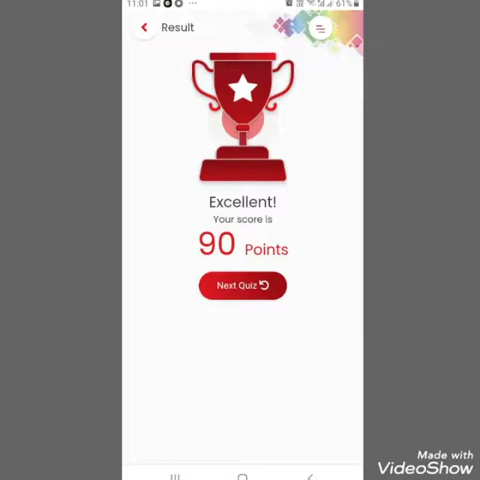 11:01 61%
Result
Excellent!
Your score is
90 Points
Next Quiz
Made with
VideoShow